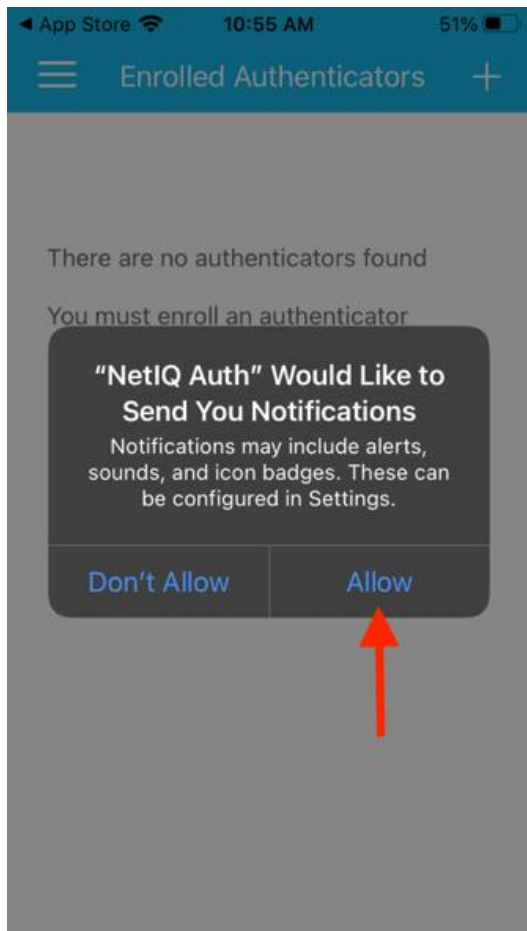 App Store 10:55 AM 51%
Enrolled Authenticators
There are no authenticators found
You must enroll an authenticator
“NetIQ Auth” Would Like to
Send You Notifications
Notifications may include alerts,
sounds, and icon badges. These can
be configured in Settings.
Don’t Allow Allow